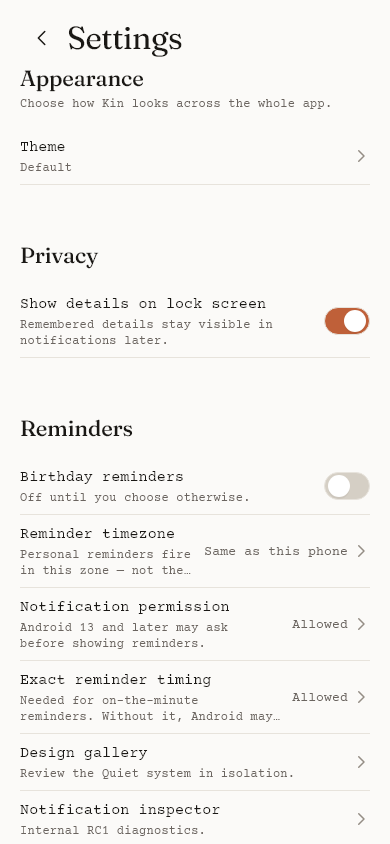 Settings
Appearance
Choose how Kin looks across the whole app.
Theme
Default
Privacy
Show details on lock screen
Remembered details stay visible in
notifications later.
Reminders
Birthday reminders
Off until you choose otherwise.
Reminder timezone
Personal reminders fire
in this zone — not the…
Same as this phone
Notification permission
Android 13 and later may ask
before showing reminders.
Allowed
Exact reminder timing
Needed for on-the-minute
reminders. Without it, Android may…
Allowed
Design gallery
Review the Quiet system in isolation.
Notification inspector
Internal RC1 diagnostics.